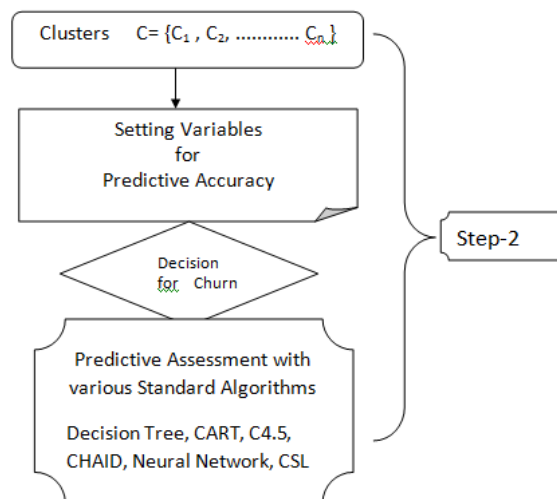 Clusters C= {C₁ , C₂, ............ Cₙ }
Setting Variables
for
Predictive Accuracy
Step-2
Decision
for Churn
Predictive Assessment with
various Standard Algorithms
Decision Tree, CART, C4.5,
CHAID, Neural Network, CSL